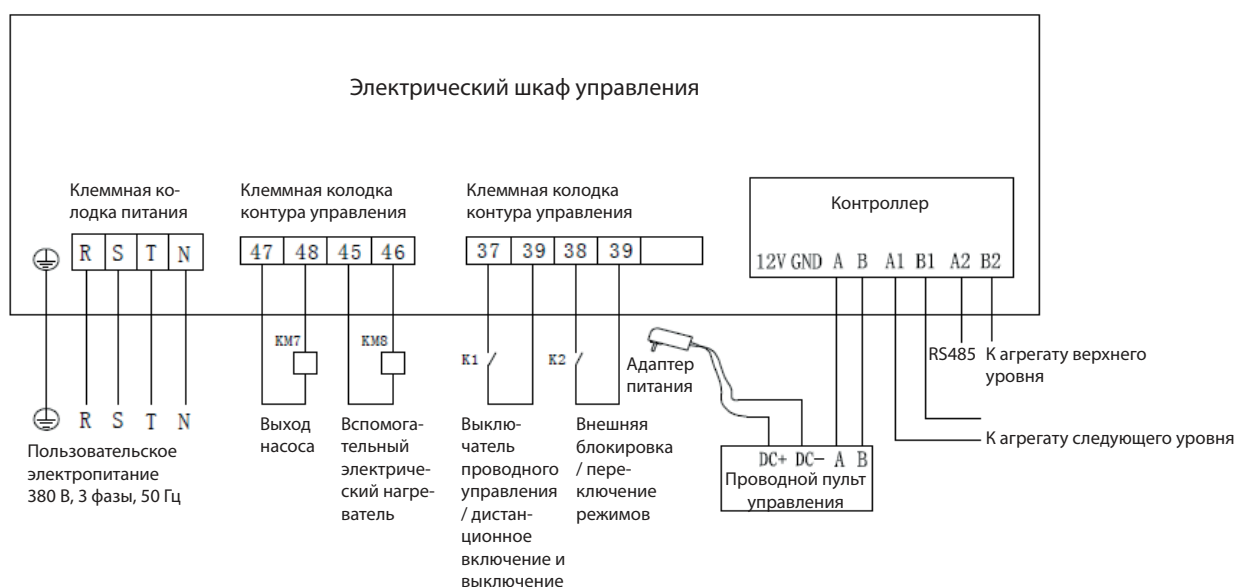 Электрический шкаф управления
Клеммная ко-
лодка питания
Клеммная колодка
контура управления
Клеммная колодка
контура управления
Контроллер
R S T N
47 48 45 46
37 39 38 39
12V GND A B A1 B1 A2 B2
KM7
KM8
K1
K2
Адаптер
питания
RS485
К агрегату верхнего
уровня
К агрегату следующего уровня
R S T N
Пользовательское
электропитание
380 В, 3 фазы, 50 Гц
Выход
насоса
Вспомога-
тельный
электриче-
ский нагре-
ватель
Выклю-
чатель
проводного
управления
/ дистан-
ционное
включение и
выключение
Внешняя
блокировка
/ пере-
ключение
режимов
DC+ DC− A B
Проводной пульт
управления